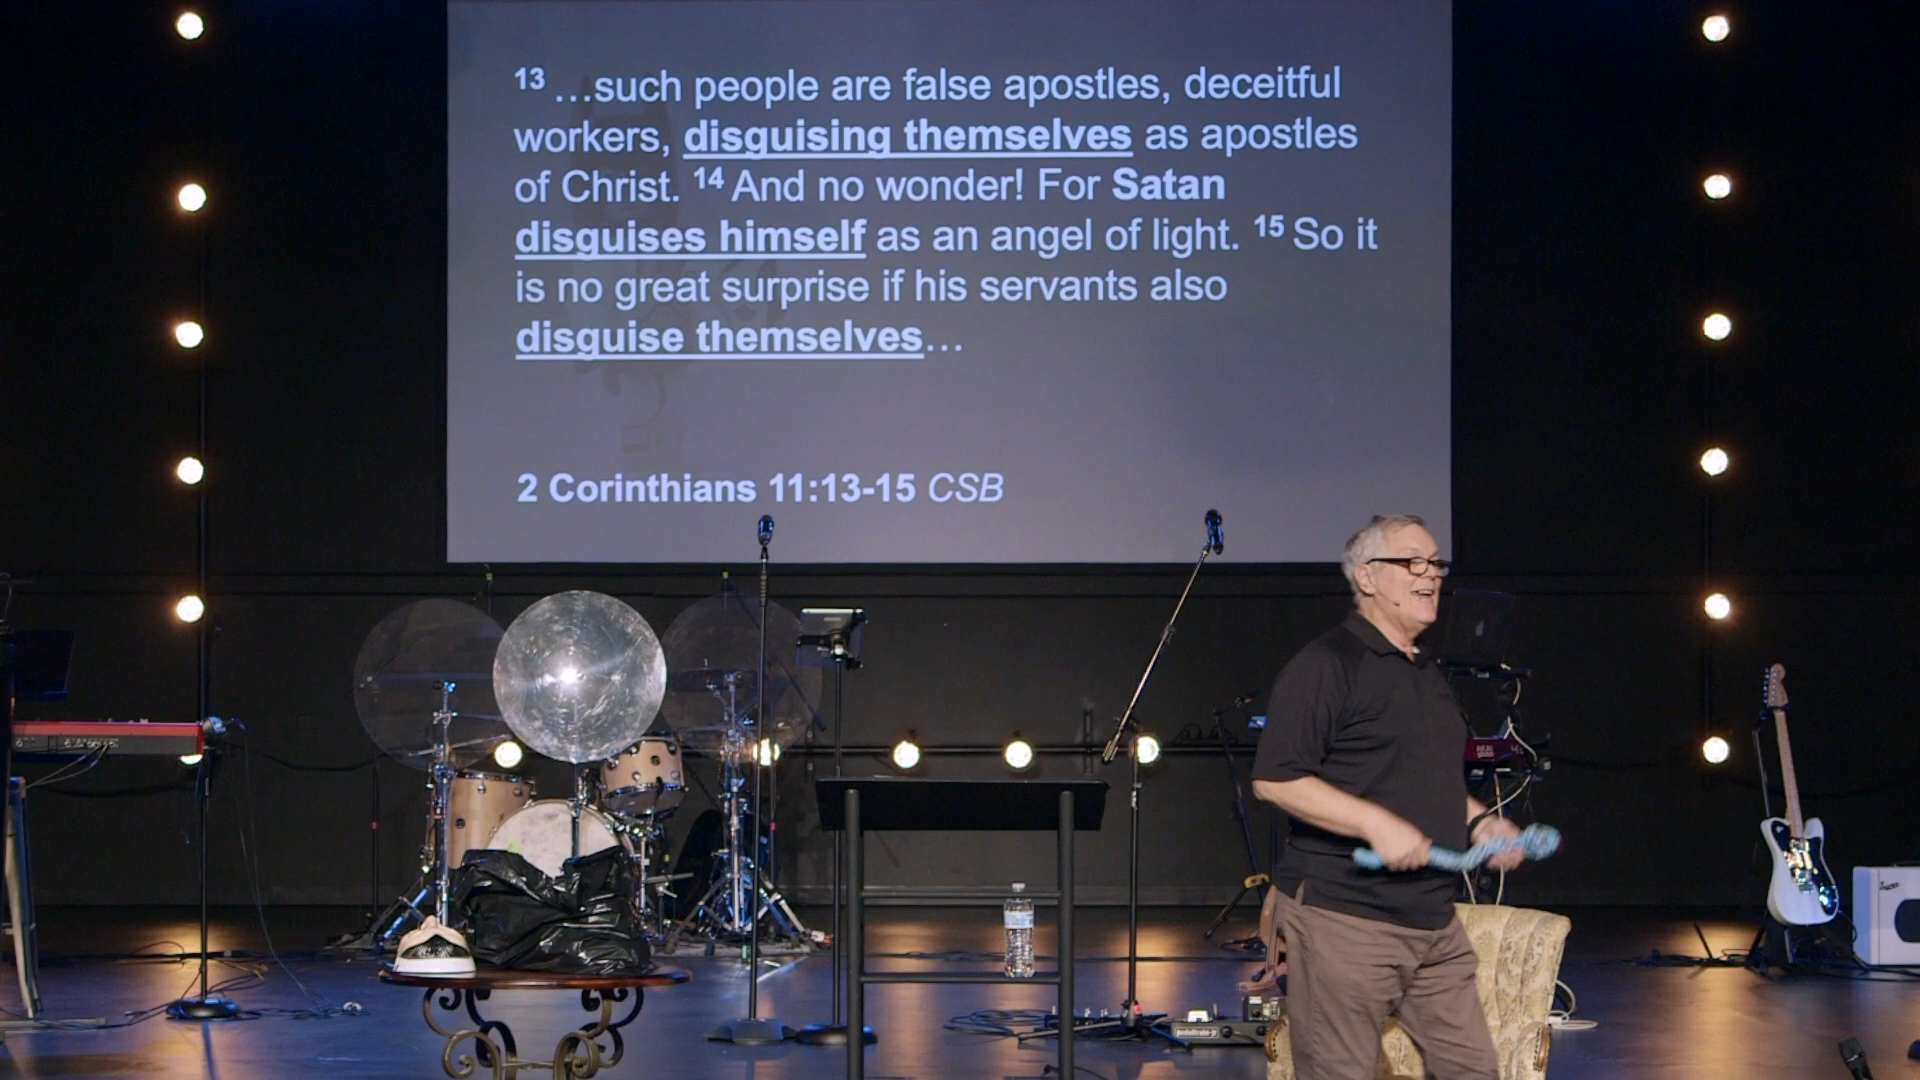 13 …such people are false apostles, deceitful
workers, disguising themselves as apostles
of Christ. 14 And no wonder! For Satan
disguises himself as an angel of light. 15 So it
is no great surprise if his servants also
disguise themselves…
2 Corinthians 11:13-15 CSB